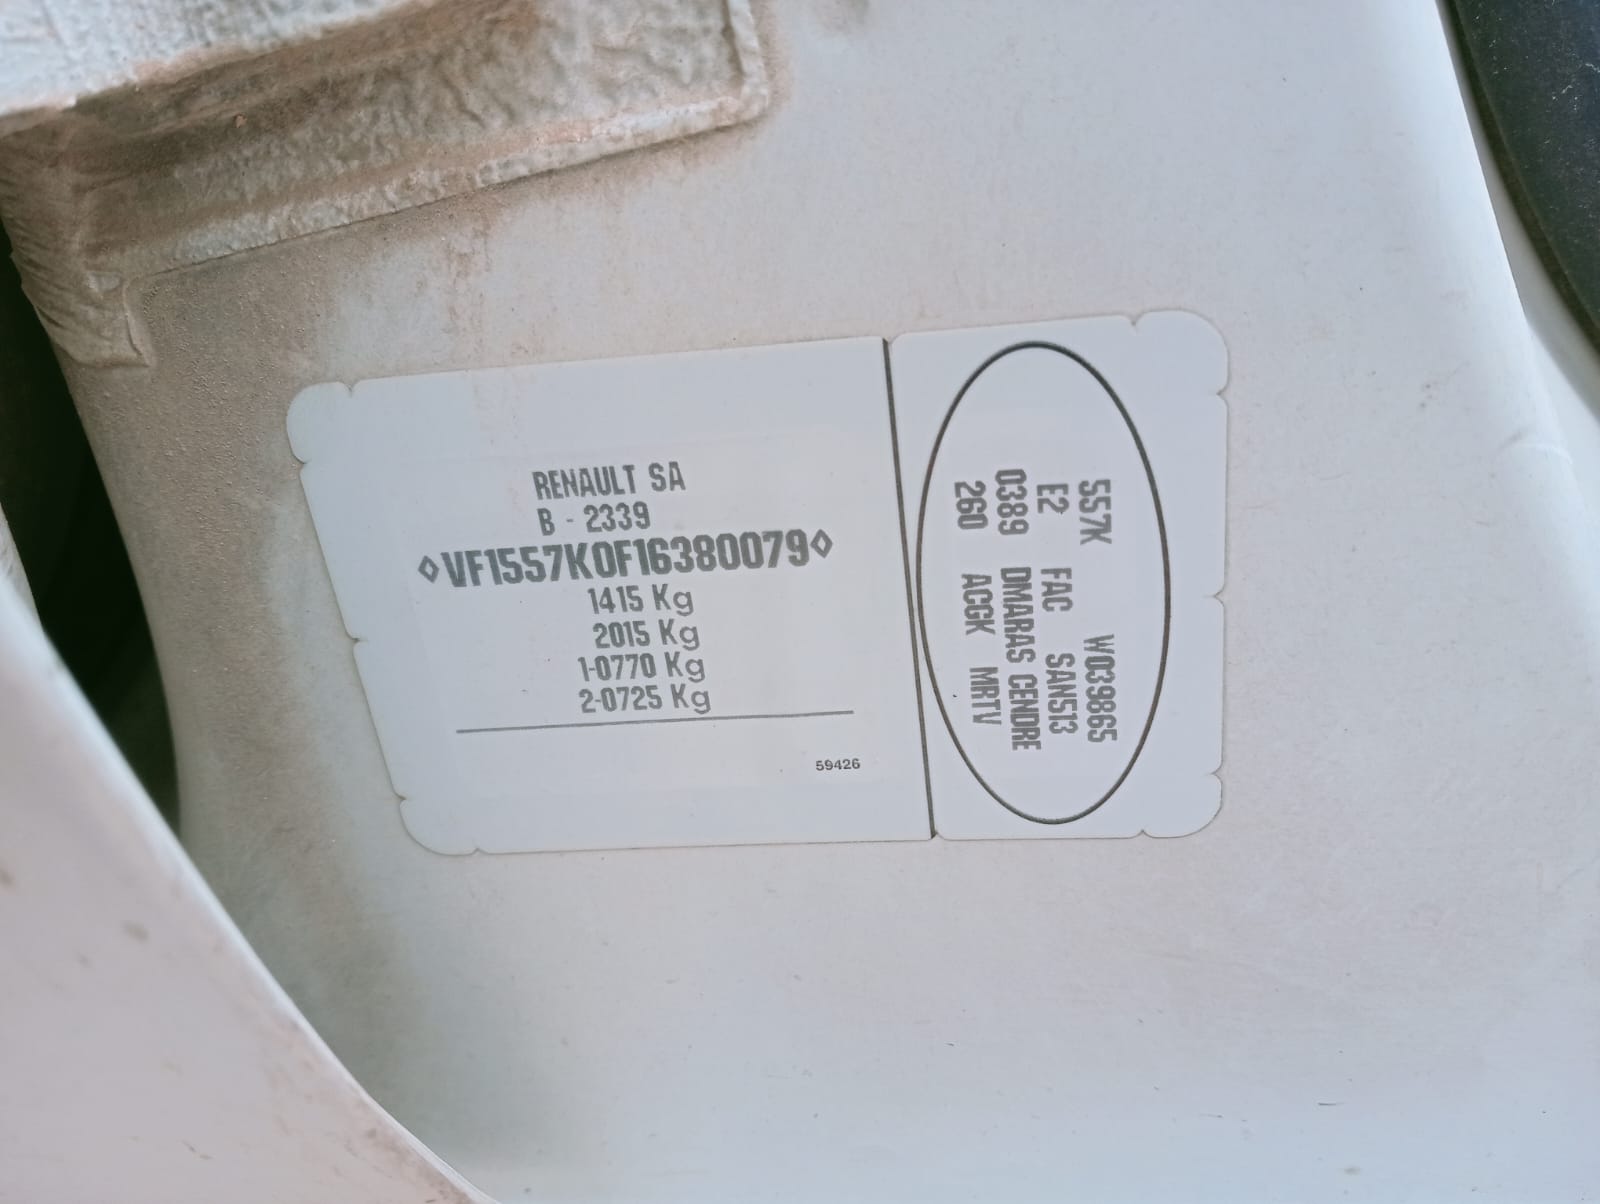 RENAULT SA
B - 2339
◊VF1557K0F16380079◊
1415 Kg
2015 Kg
1-0770 Kg
2-0725 Kg
59426
557K W039865
E2 FAC SAN513
0389 DMARAS CENDRE
260 ACGK MRTV